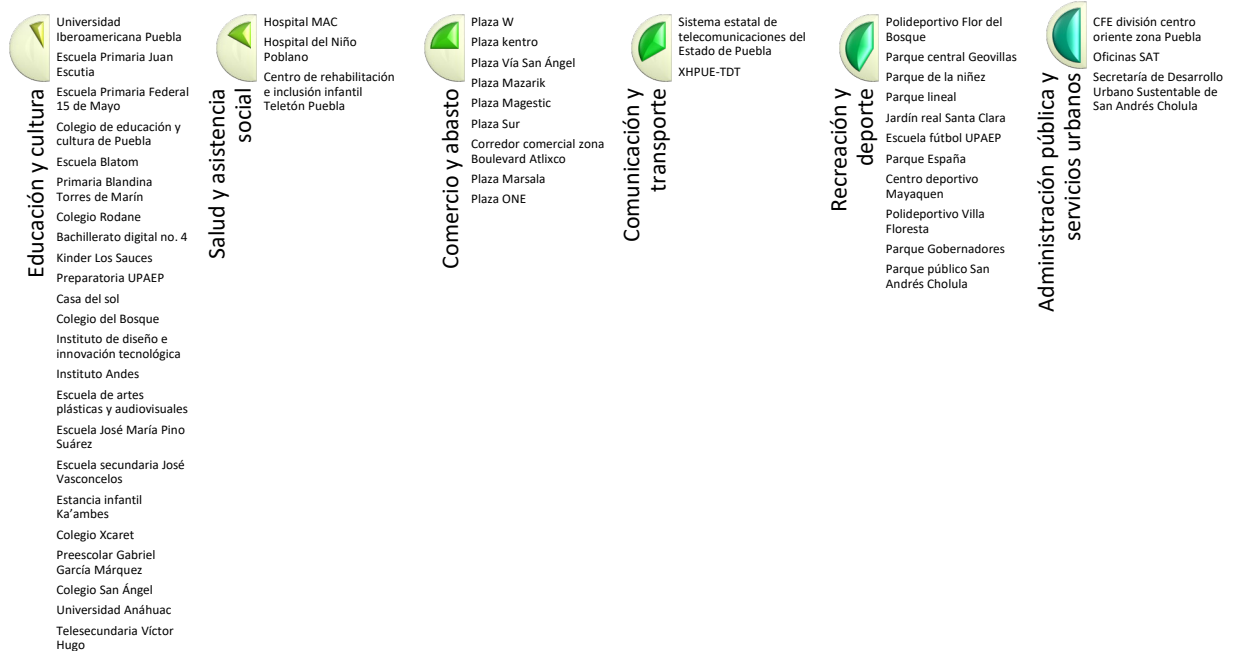 Educación y cultura
Universidad
Iberoamericana Puebla
Escuela Primaria Juan
Escutia
Escuela Primaria Federal
15 de Mayo
Colegio de educación y
cultura de Puebla
Escuela Blatom
Primaria Blandina
Torres de Marín
Colegio Rodane
Bachillerato digital no. 4
Kinder Los Sauces
Preparatoria UPAEP
Casa del sol
Colegio del Bosque
Instituto de diseño e
innovación tecnológica
Instituto Andes
Escuela de artes
plásticas y audiovisuales
Escuela José María Pino
Suárez
Escuela secundaria José
Vasconcelos
Estancia infantil
Ka’ambes
Colegio Xcaret
Preescolar Gabriel
García Márquez
Colegio San Ángel
Universidad Anáhuac
Telesecundaria Víctor
Hugo
Salud y asistencia
social
Hospital MAC
Hospital del Niño
Poblano
Centro de rehabilitación
e inclusión infantil
Teletón Puebla
Comercio y abasto
Plaza W
Plaza kentro
Plaza Vía San Ángel
Plaza Mazarik
Plaza Magestic
Plaza Sur
Corredor comercial zona
Boulevard Atlixco
Plaza Marsala
Plaza ONE
Comunicación y
transporte
Sistema estatal de
telecomunicaciones del
Estado de Puebla
XHPUE-TDT
Recreación y
deporte
Polideportivo Flor del
Bosque
Parque central Geovillas
Parque de la niñez
Parque lineal
Jardín real Santa Clara
Escuela fútbol UPAEP
Parque España
Centro deportivo
Mayaquen
Polideportivo Villa
Floresta
Parque Gobernadores
Parque público San
Andrés Cholula
Administración pública y
servicios urbanos
CFE división centro
oriente zona Puebla
Oficinas SAT
Secretaría de Desarrollo
Urbano Sustentable de
San Andrés Cholula